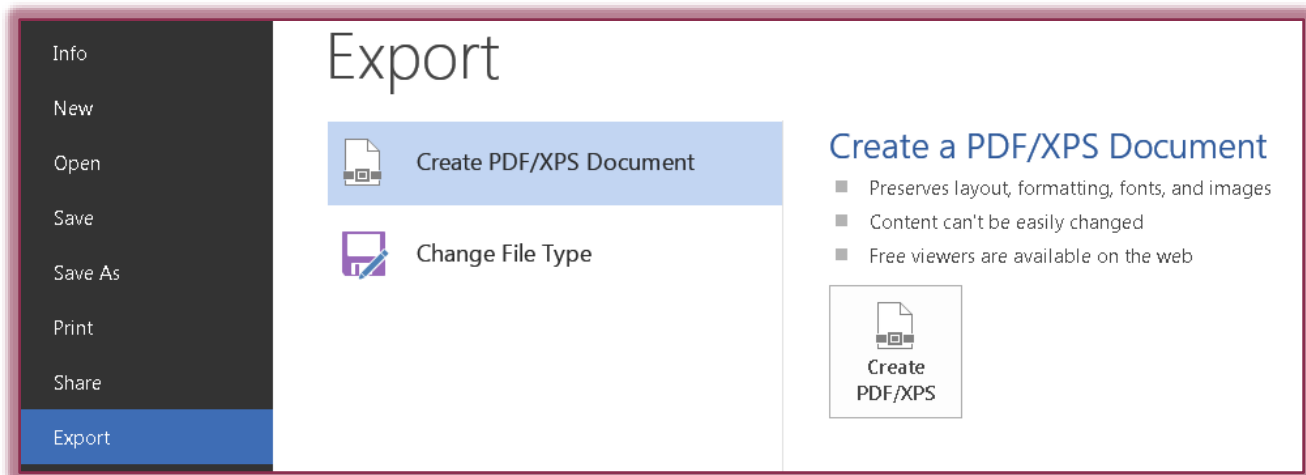 Info
New
Open
Save
Save As
Print
Share
Export
Export
Create PDF/XPS Document
Change File Type
Create a PDF/XPS Document
Preserves layout, formatting, fonts, and images
Content can't be easily changed
Free viewers are available on the web
Create
PDF/XPS